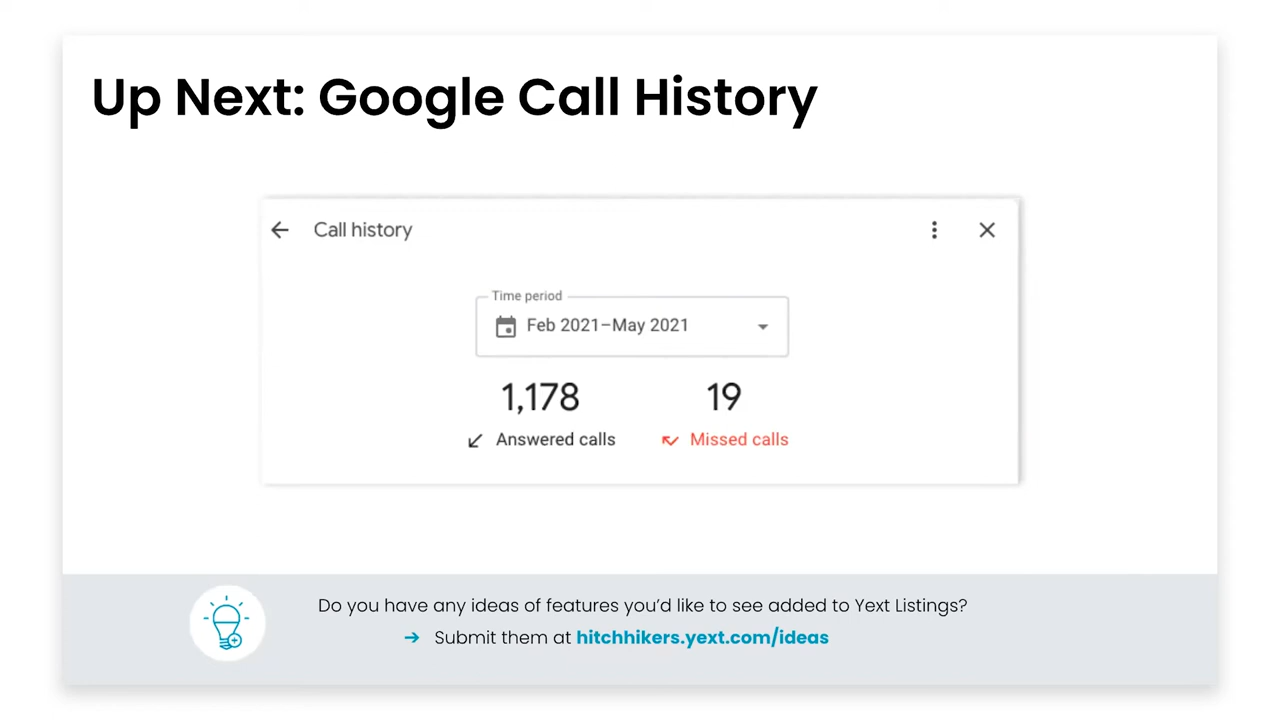 Up Next: Google Call History
Call history
Time period
Feb 2021–May 2021
1,178
19
Answered calls
Missed calls
Do you have any ideas of features you’d like to see added to Yext Listings?
➔ Submit them at hitchhikers.yext.com/ideas